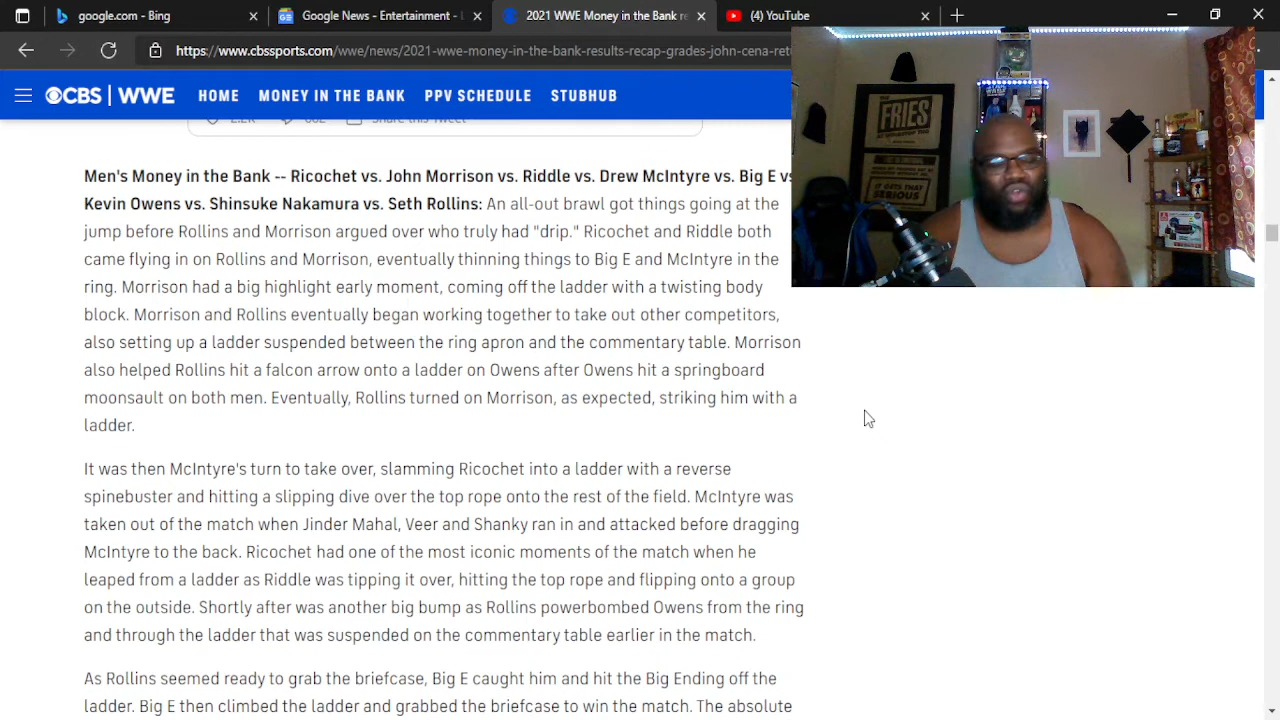 google.com - Bing
Google News - Entertainment - L
2021 WWE Money in the Bank re
(4) YouTube
https://www.cbssports.com/wwe/news/2021-wwe-money-in-the-bank-results-recap-grades-john-cena-retu
CBS | WWE HOME MONEY IN THE BANK PPV SCHEDULE STUBHUB
2.2K 662 Share this Tweet
Men's Money in the Bank -- Ricochet vs. John Morrison vs. Riddle vs. Drew McIntyre vs. Big E vs
Kevin Owens vs. Shinsuke Nakamura vs. Seth Rollins: An all-out brawl got things going at the
jump before Rollins and Morrison argued over who truly had "drip." Ricochet and Riddle both
came flying in on Rollins and Morrison, eventually thinning things to Big E and McIntyre in the
ring. Morrison had a big highlight early moment, coming off the ladder with a twisting body
block. Morrison and Rollins eventually began working together to take out other competitors,
also setting up a ladder suspended between the ring apron and the commentary table. Morrison
also helped Rollins hit a falcon arrow onto a ladder on Owens after Owens hit a springboard
moonsault on both men. Eventually, Rollins turned on Morrison, as expected, striking him with a
ladder.
It was then McIntyre's turn to take over, slamming Ricochet into a ladder with a reverse
spinebuster and hitting a slipping dive over the top rope onto the rest of the field. McIntyre was
taken out of the match when Jinder Mahal, Veer and Shanky ran in and attacked before dragging
McIntyre to the back. Ricochet had one of the most iconic moments of the match when he
leaped from a ladder as Riddle was tipping it over, hitting the top rope and flipping onto a group
on the outside. Shortly after was another big bump as Rollins powerbombed Owens from the ring
and through the ladder that was suspended on the commentary table earlier in the match.
As Rollins seemed ready to grab the briefcase, Big E caught him and hit the Big Ending off the
ladder. Big E then climbed the ladder and grabbed the briefcase to win the match. The absolute
FRIES
IT GETS THAT
SERIOUS